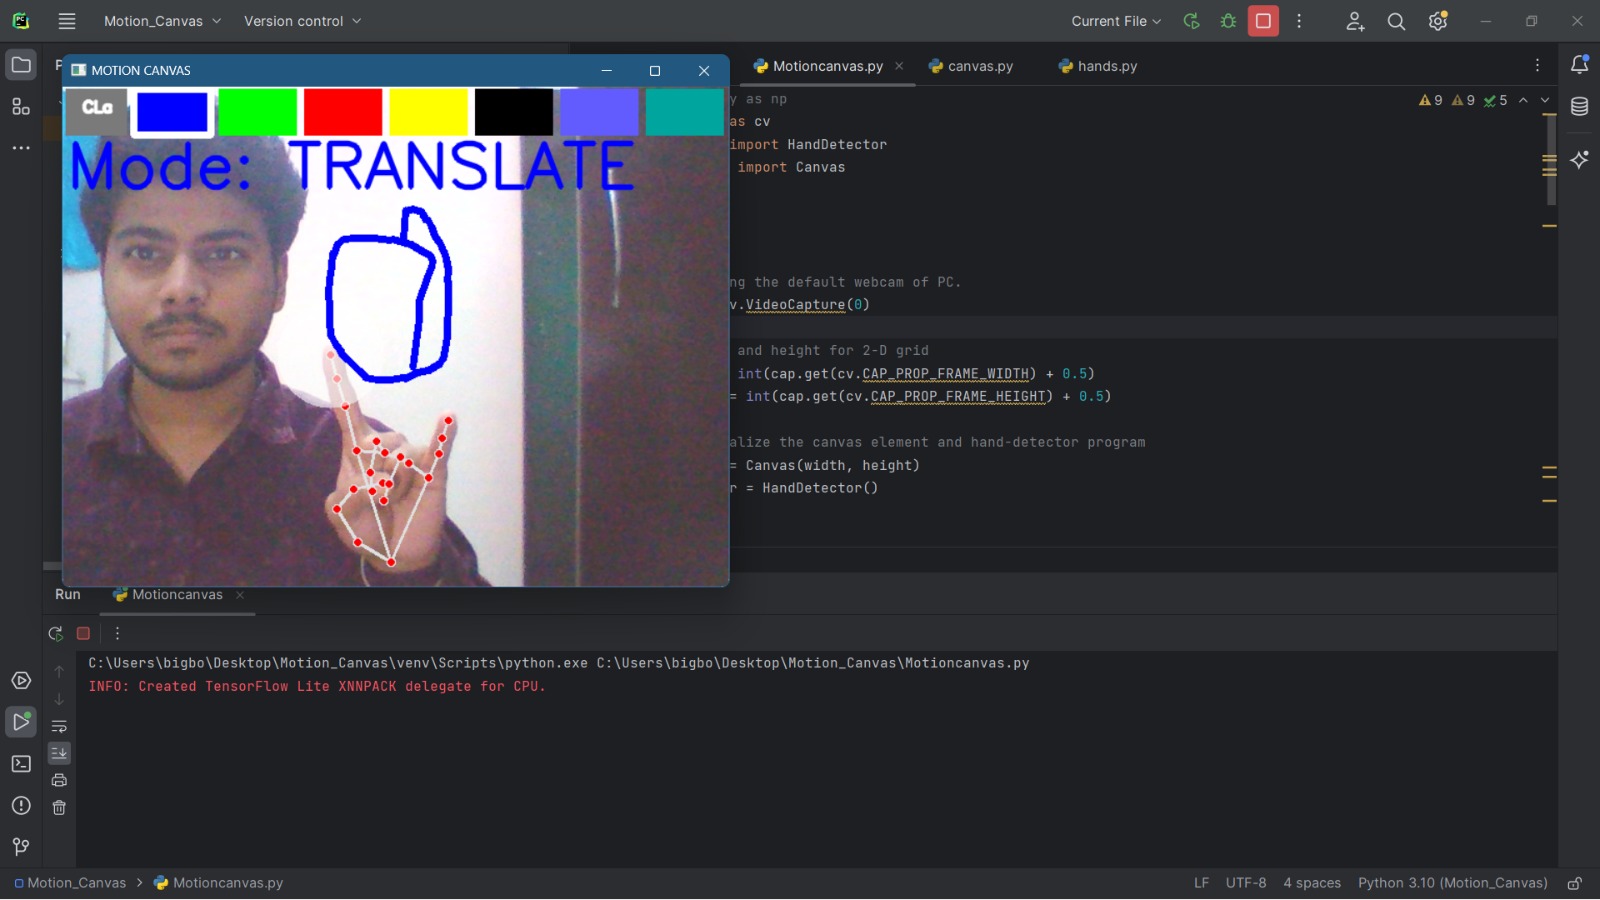 Motion_Canvas
Version control
Current File
MOTION CANVAS
Motioncanvas.py
canvas.py
hands.py
Mode: TRANSLATE
y as np
as cv
import HandDetector
import Canvas
9 9 5
ng the default webcam of PC.
v.VideoCapture(0)
and height for 2-D grid
int(cap.get(cv.CAP_PROP_FRAME_WIDTH) + 0.5)
= int(cap.get(cv.CAP_PROP_FRAME_HEIGHT) + 0.5)
alize the canvas element and hand-detector program
= Canvas(width, height)
r = HandDetector()
Run
Motioncanvas
C:\Users\bigbo\Desktop\Motion_Canvas\venv\Scripts\python.exe C:\Users\bigbo\Desktop\Motion_Canvas\Motioncanvas.py
INFO: Created TensorFlow Lite XNNPACK delegate for CPU.
Motion_Canvas > Motioncanvas.py
LF UTF-8 4 spaces Python 3.10 (Motion_Canvas)